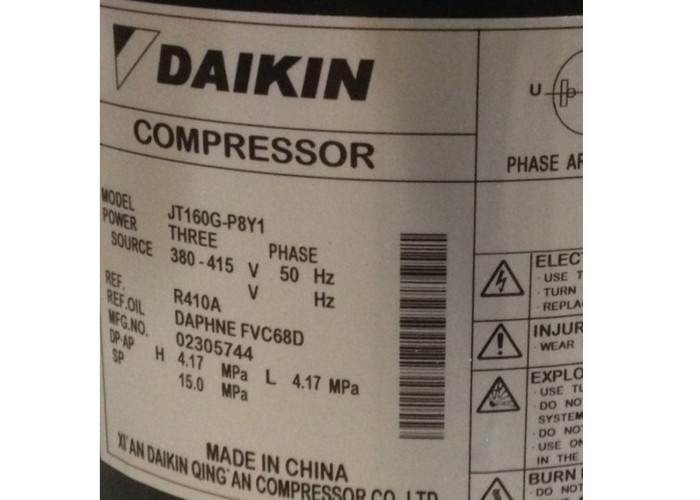 DAIKIN
COMPRESSOR
MODEL JT160G-P8Y1
POWER THREE PHASE
SOURCE 380-415 V 50 Hz
V Hz
REF. R410A
REF.OIL DAPHNE FVC68D
MFG.NO. 02305744
DP-AP H 4.17 MPa L 4.17 MPa
SP 15.0 MPa
MADE IN CHINA
XI'AN DAIKIN QING'AN COMPRESSOR CO.,LTD
U
PHASE AR
ELEC
· USE T
· TURN
· REPLA
INJUR
· WEAR
EXPLO
· USE TU
· DO NO
SYSTEM
· DO NO
· USE ON
IN THE
BURN
· DO NOT